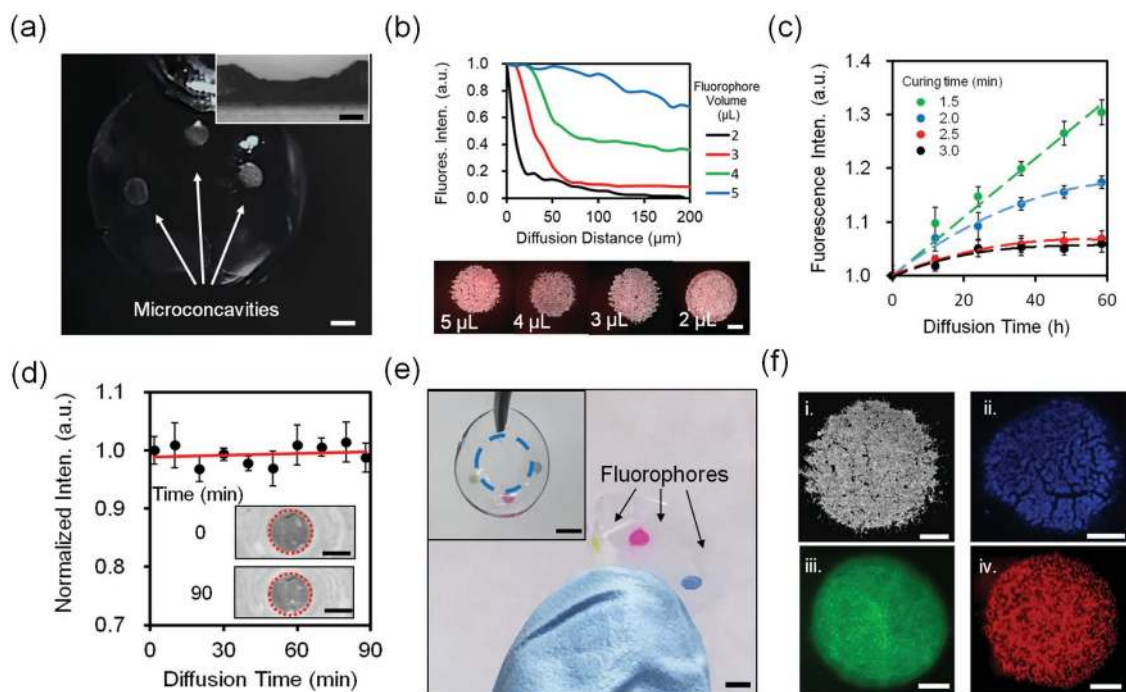 (a)
Microconcavities
(b)
Fluores. Inten. (a.u.)
1.0
0.8
0.6
0.4
0.2
0.0
0 50 100 150 200
Diffusion Distance (µm)
Fluorophore
Volume
(µL)
2
3
4
5
5 µL 4 µL 3 µL 2 µL
(c)
Fuorescence Inten. (a.u.)
1.4
1.3
1.2
1.1
1.0
Curing time (min)
1.5
2.0
2.5
3.0
0 20 40 60
Diffusion Time (h)
(d)
Normalized Inten. (a.u.)
1.1
1.0
0.9
0.8
0.7
Time (min)
0
90
0 30 60 90
Diffusion Time (min)
(e)
Fluorophores
(f)
i.
ii.
iii.
iv.